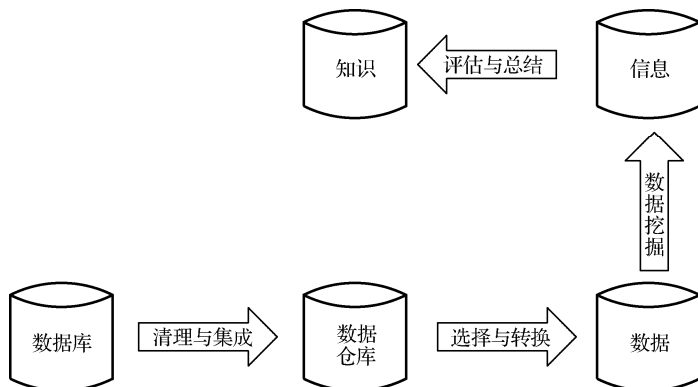 知识
评估与总结
信息
数据挖掘
数据库
清理与集成
数据
仓库
选择与转换
数据